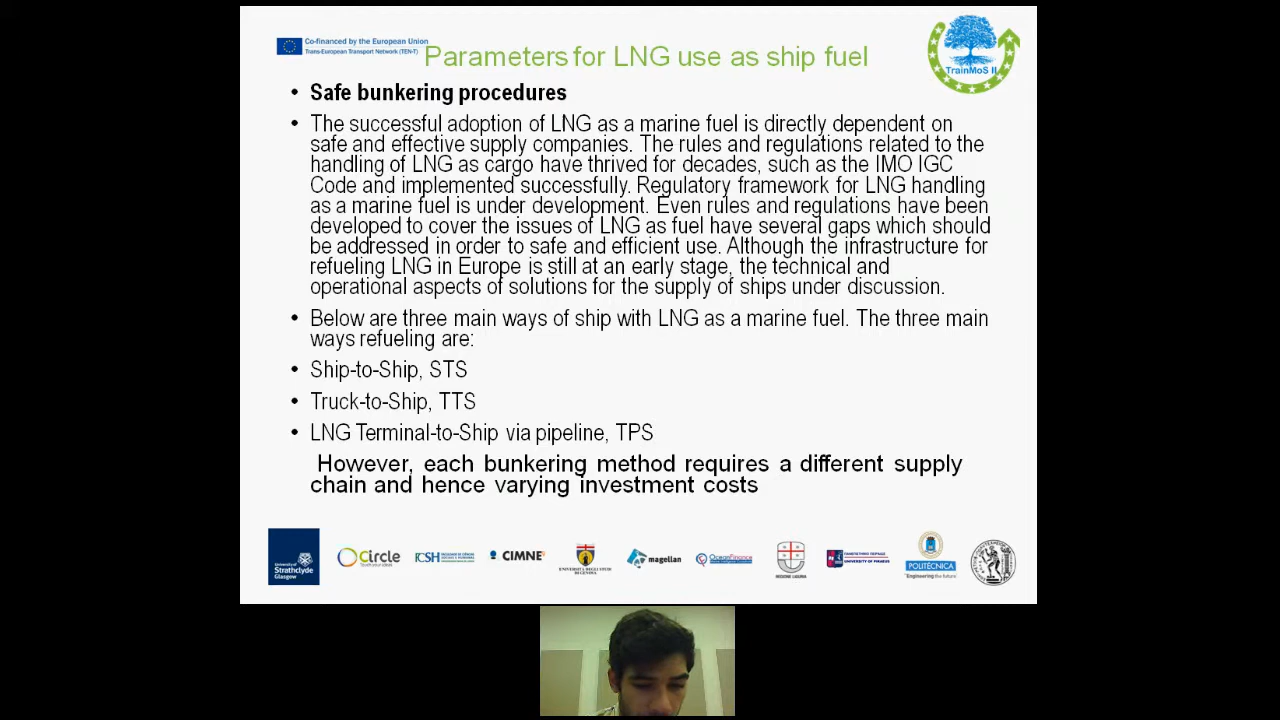 Co-financed by the European Union
Trans-European Transport Network (TEN-T)
Parameters for LNG use as ship fuel
TrainMoS II
• Safe bunkering procedures
• The successful adoption of LNG as a marine fuel is directly dependent on
safe and effective supply companies. The rules and regulations related to the
handling of LNG as cargo have thrived for decades, such as the IMO IGC
Code and implemented successfully. Regulatory framework for LNG handling
as a marine fuel is under development. Even rules and regulations have been
developed to cover the issues of LNG as fuel have several gaps which should
be addressed in order to safe and efficient use. Although the infrastructure for
refueling LNG in Europe is still at an early stage, the technical and
operational aspects of solutions for the supply of ships under discussion.
• Below are three main ways of ship with LNG as a marine fuel. The three main
ways refueling are:
• Ship-to-Ship, STS
• Truck-to-Ship, TTS
• LNG Terminal-to-Ship via pipeline, TPS
However, each bunkering method requires a different supply
chain and hence varying investment costs
University of
Strathclyde
Glasgow
Circle
FCSH
CIMNE
UNIVERSITÀ DEGLI STUDI
DI GENOVA
magellan
OceanFinance
REGIONE LIGURIA
ΠΑΝΕΠΙΣΤΗΜΙΟ ΠΕΙΡΑΙΩΣ
UNIVERSITY OF PIRAEUS
POLITÉCNICA
"Engineering the future"